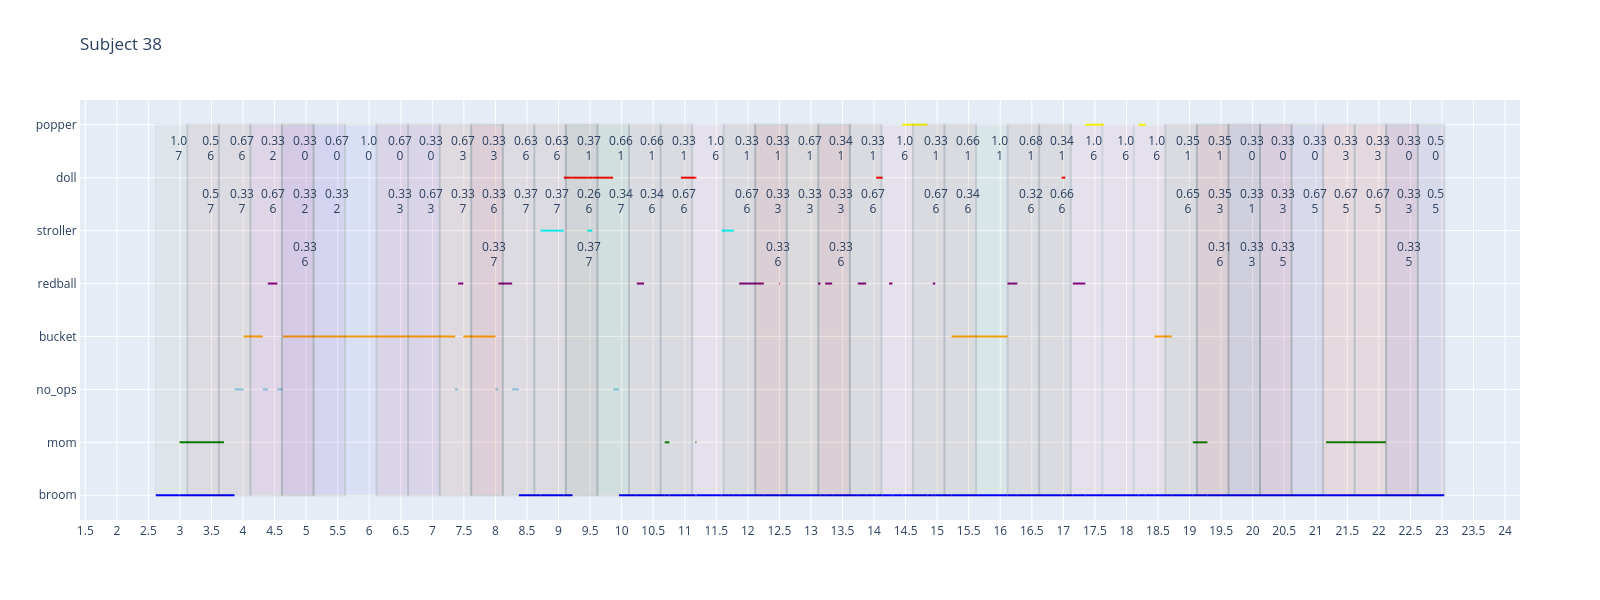 Subject 38
popper
1.0 0.5 0.67 0.33 0.33 0.67 1.0 0.67 0.33 0.67 0.33 0.63 0.63 0.37 0.66 0.66 0.33 1.0 0.33 0.33 0.67 0.34 0.33 1.0 0.33 0.66 1.0 0.68 0.34 1.0 1.0 1.0 0.35 0.35 0.33 0.33 0.33 0.33 0.33 0.33 0.5
7 6 6 2 0 0 0 0 0 3 3 6 6 1 1 1 1 6 1 1 1 1 1 6 1 1 1 1 1 6 6 6 1 1 0 0 0 3 3 0 0
doll
0.5 0.33 0.67 0.33 0.33 0.33 0.67 0.33 0.33 0.37 0.37 0.26 0.34 0.34 0.67 0.67 0.33 0.33 0.33 0.67 0.67 0.34 0.32 0.66 0.65 0.35 0.33 0.33 0.67 0.67 0.67 0.33 0.5
7 7 6 2 2 3 3 7 6 7 7 6 7 6 6 6 3 3 3 6 6 6 6 6 6 3 1 3 5 5 5 3 5
stroller
0.33 0.33 0.37 0.33 0.33 0.31 0.33 0.33 0.33
6 7 7 6 6 6 3 5 5
redball
bucket
no_ops
mom
broom
1.5 2 2.5 3 3.5 4 4.5 5 5.5 6 6.5 7 7.5 8 8.5 9 9.5 10 10.5 11 11.5 12 12.5 13 13.5 14 14.5 15 15.5 16 16.5 17 17.5 18 18.5 19 19.5 20 20.5 21 21.5 22 22.5 23 23.5 24